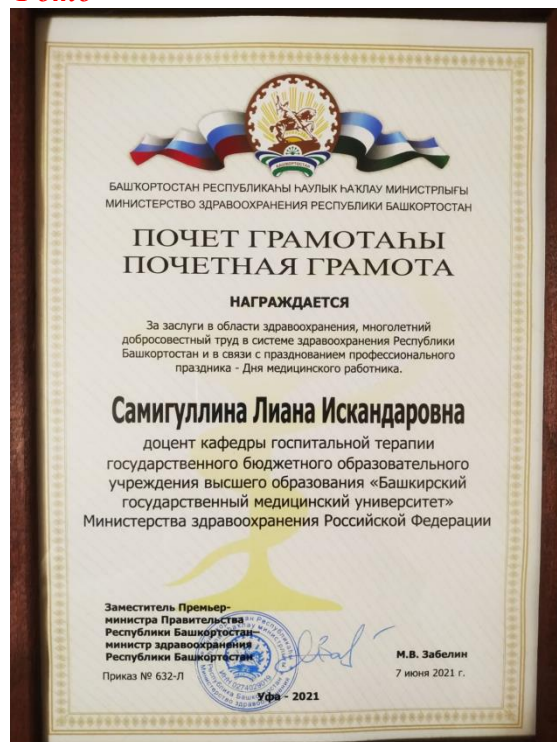 БАШҠОРТОСТАН РЕСПУБЛИКАҺЫ ҺАУЛЫҠ ҺАҠЛАУ МИНИСТРЛЫҒЫ
МИНИСТЕРСТВО ЗДРАВООХРАНЕНИЯ РЕСПУБЛИКИ БАШКОРТОСТАН
ПОЧЕТ ГРАМОТАҺЫ
ПОЧЕТНАЯ ГРАМОТА
НАГРАЖДАЕТСЯ
За заслуги в области здравоохранения, многолетний
добросовестный труд в системе здравоохранения Республики
Башкортостан и в связи с празднованием профессионального
праздника - Дня медицинского работника.
Самигуллина Лиана Искандаровна
доцент кафедры госпитальной терапии
государственного бюджетного образовательного
учреждения высшего образования «Башкирский
государственный медицинский университет»
Министерства здравоохранения Российской Федерации
Заместитель Премьер-
министра Правительства
Республики Башкортостан–
министр здравоохранения
Республики Башкортостан
М.В. Забелин
Приказ № 632-Л
7 июня 2021 г.
Уфа - 2021